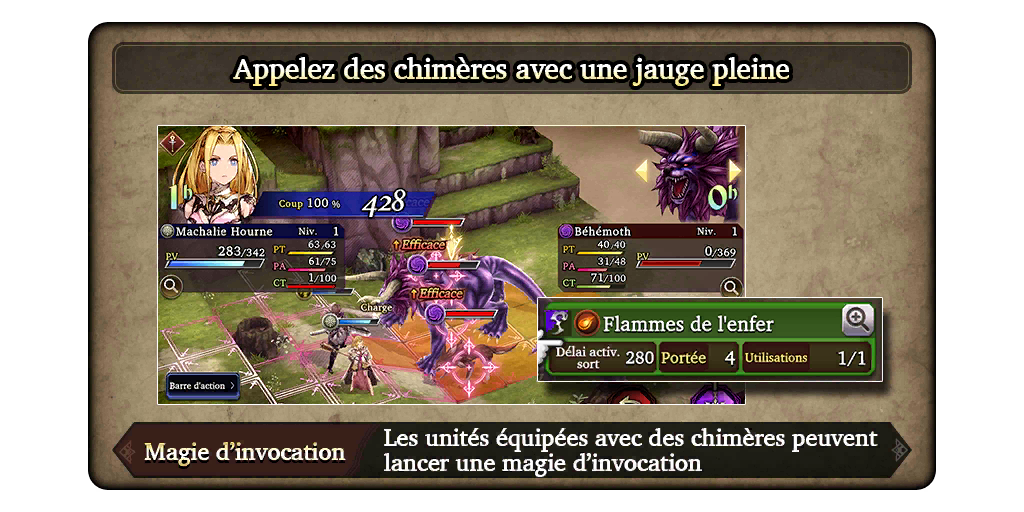 Appelez des chimères avec une jauge pleine
1h
Coup 100 % 428
0h
Machalie Hourne Niv. 1
PV 283/342
PT 63/63
PA 61/75
CT 1/100
Béhémoth Niv. 1
PT 40/40
PA 31/48
CT 71/100
PV 0/369
↑Efficace
↑Efficace
Charge
Flammes de l'enfer
Délai activ. sort 280 Portée 4 Utilisations 1/1
Barre d'action >
Magie d'invocation
Les unités équipées avec des chimères peuvent
lancer une magie d'invocation